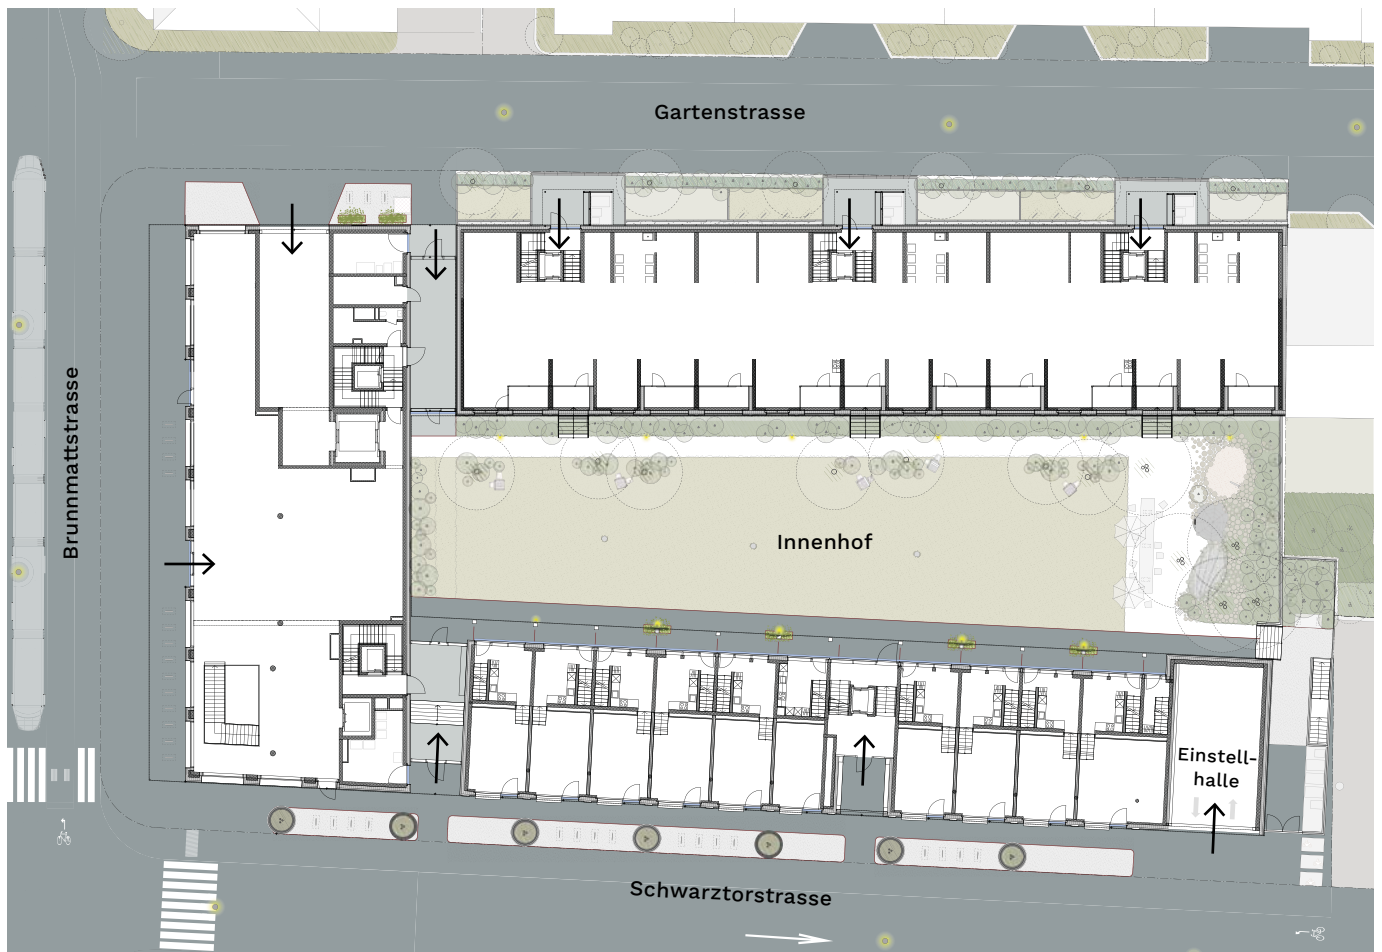 Gartenstrasse
Brunnmattstrasse
Innenhof
Einstell-
halle
Schwarztorstrasse